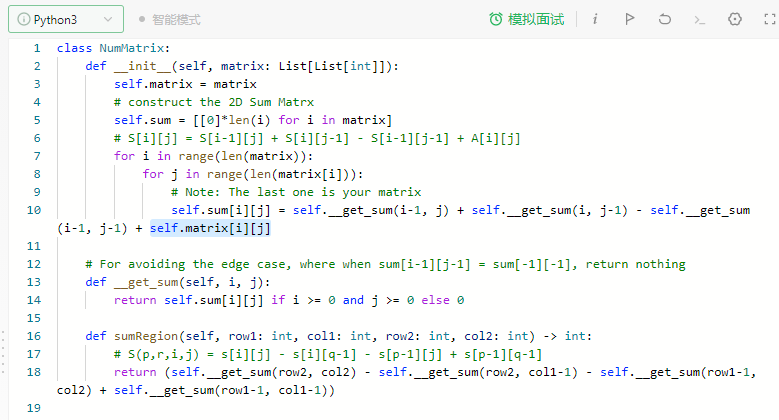 Python3
智能模式
模拟面试
1 class NumMatrix:
2 def __init__(self, matrix: List[List[int]]):
3 self.matrix = matrix
4 # construct the 2D Sum Matrx
5 self.sum = [[0]*len(i) for i in matrix]
6 # S[i][j] = S[i-1][j] + S[i][j-1] - S[i-1][j-1] + A[i][j]
7 for i in range(len(matrix)):
8 for j in range(len(matrix[i])):
9 # Note: The last one is your matrix
10 self.sum[i][j] = self.__get_sum(i-1, j) + self.__get_sum(i, j-1) - self.__get_sum
(i-1, j-1) + self.matrix[i][j]
11
12 # For avoiding the edge case, where when sum[i-1][j-1] = sum[-1][-1], return nothing
13 def __get_sum(self, i, j):
14 return self.sum[i][j] if i >= 0 and j >= 0 else 0
15
16 def sumRegion(self, row1: int, col1: int, row2: int, col2: int) -> int:
17 # S(p,r,i,j) = s[i][j] - s[i][q-1] - s[p-1][j] + s[p-1][q-1]
18 return (self.__get_sum(row2, col2) - self.__get_sum(row2, col1-1) - self.__get_sum(row1-1,
col2) + self.__get_sum(row1-1, col1-1))
19